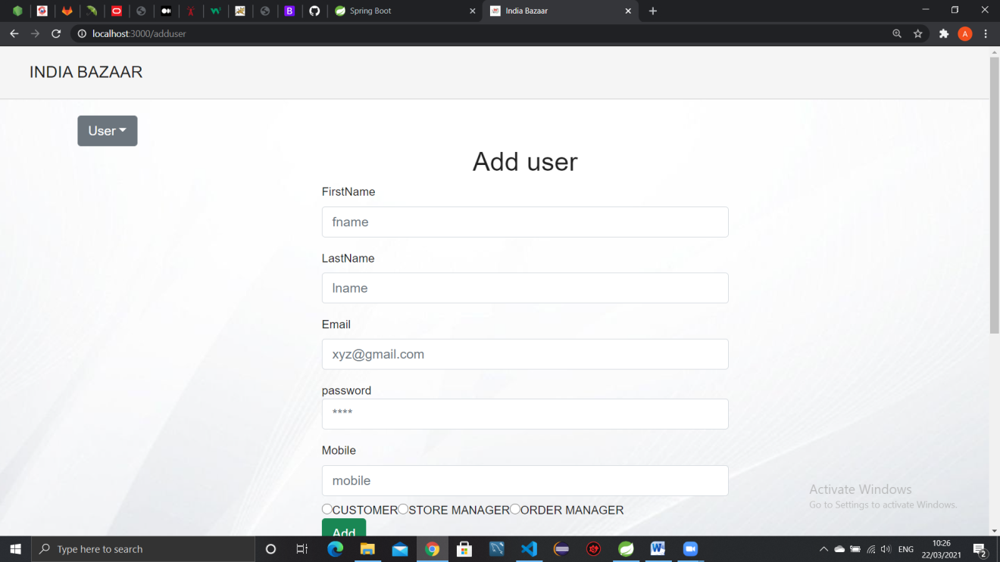 Spring Boot
India Bazaar
localhost:3000/adduser
A
INDIA BAZAAR
User
Add user
FirstName
fname
LastName
lname
Email
xyz@gmail.com
password
****
Mobile
mobile
CUSTOMER STORE MANAGER ORDER MANAGER
Add
Activate Windows
Go to Settings to activate Windows.
Type here to search
ENG
10:26
22/03/2021
2